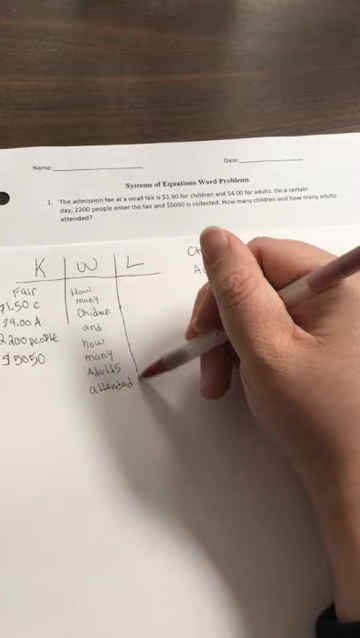 Name: Date:
Systems of Equations Word Problems
1. The admission fee at a small fair is $1.50 for children and $4.00 for adults. On a certain
day, 2200 people enter the fair and $5050 is collected. How many children and how many adults
attended?
K W L
Fair
$1.50 C
$4.00 A
2200 people
$5050
How
many
Children
and
how
many
Adults
attended
Ch
A